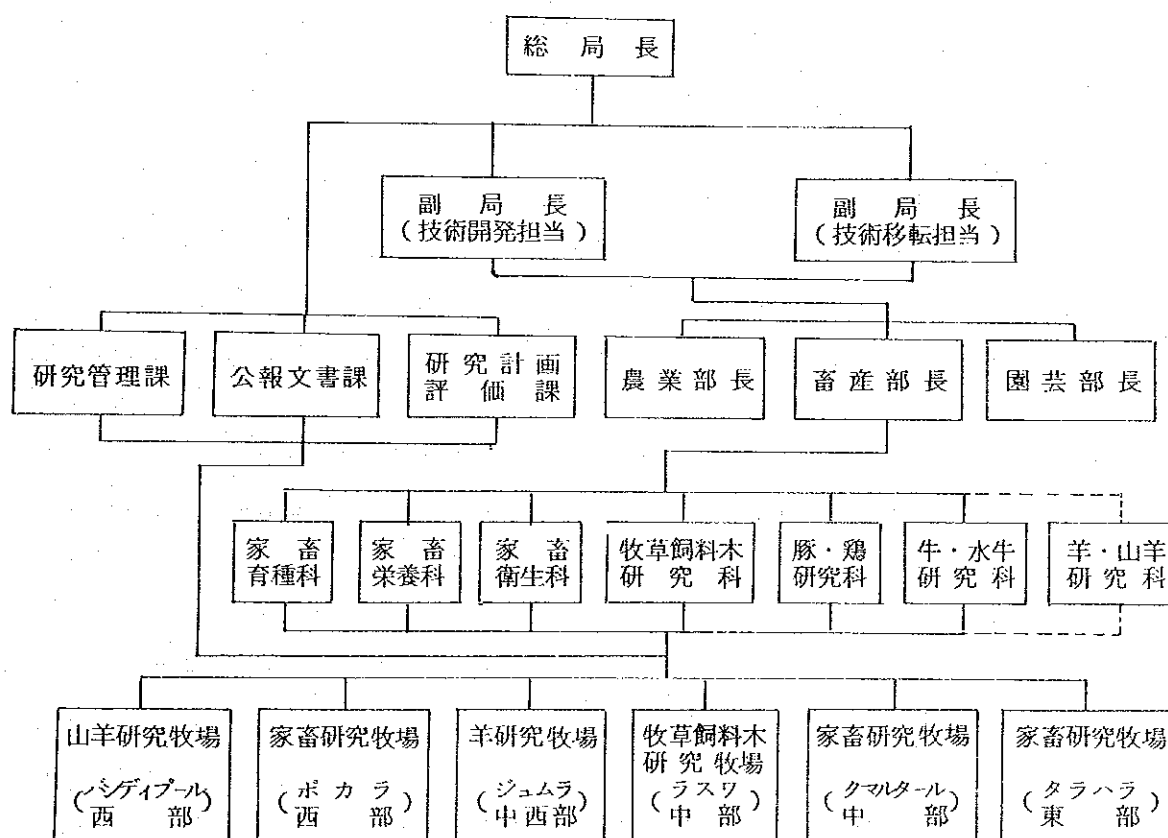 総局長
副局長
（技術開発担当）
副局長
（技術移転担当）
研究管理課
公報文書課
研究計画
評価課
農業部長
畜産部長
園芸部長
家畜
育種科
家畜
栄養科
家畜
衛生科
牧草飼料木
研究科
豚・鶏
研究科
牛・水牛
研究科
羊・山羊
研究科
山羊研究牧場
（バンディプール
西部）
家畜研究牧場
（ポカラ
西部）
羊研究牧場
（ジュムラ
中西部）
牧草飼料木
研究牧場
（ラスワ
中部）
家畜研究牧場
（クマルタール
中部）
家畜研究牧場
（タラハラ
東部）